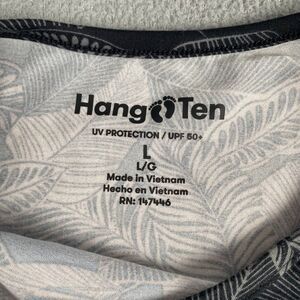 Hang Ten
UV PROTECTION / UPF 50+
L
L/G
Made in Vietnam
Hecho en Vietnam
RN: 147446